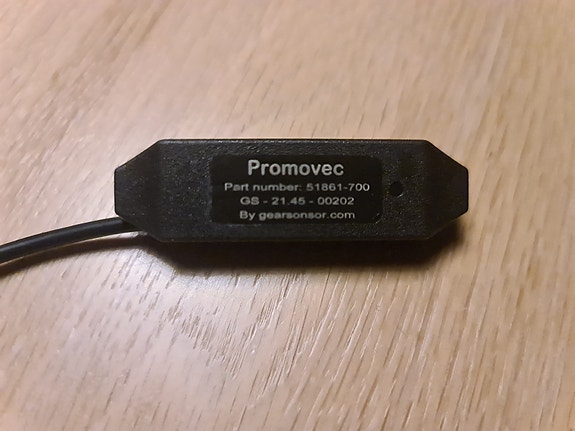 Promovec
Part number: 51861-700
GS - 21.45 - 00202
By gearsonsor.com